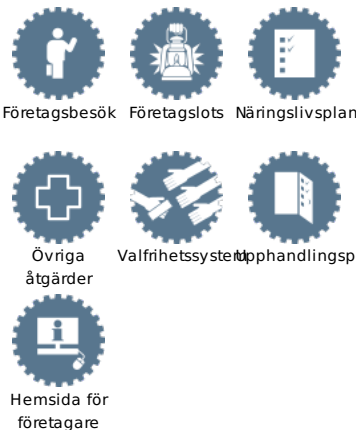 Företagsbesök Företagslots Näringslivsplan
Övriga Valfrihetssystem Upphandlingsp
åtgärder
Hemsida för
företagare